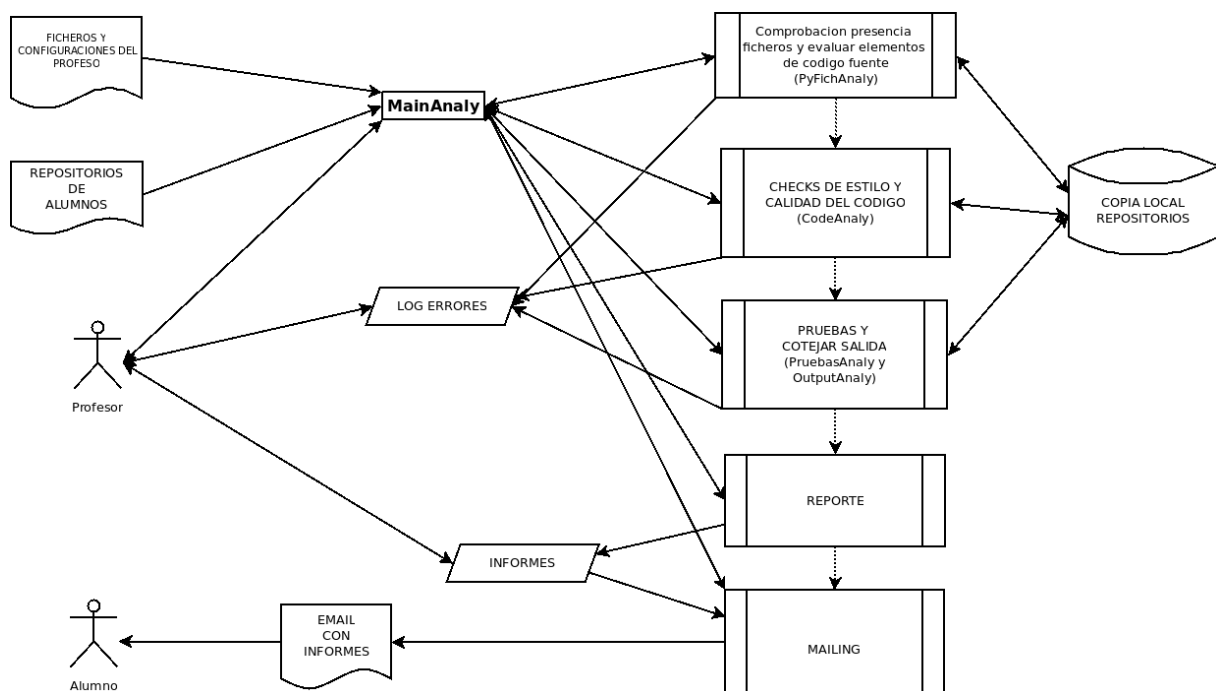 FICHEROS Y
CONFIGURACIONES DEL
PROFESO
Comprobacion presencia
ficheros y evaluar elementos
de codigo fuente
(PyFichAnaly)
MainAnaly
REPOSITORIOS
DE
ALUMNOS
CHECKS DE ESTILO Y
CALIDAD DEL CODIGO
(CodeAnaly)
COPIA LOCAL
REPOSITORIOS
LOG ERRORES
PRUEBAS Y
COTEJAR SALIDA
(PruebasAnaly y
OutputAnaly)
Profesor
REPORTE
INFORMES
EMAIL
CON
INFORMES
MAILING
Alumno